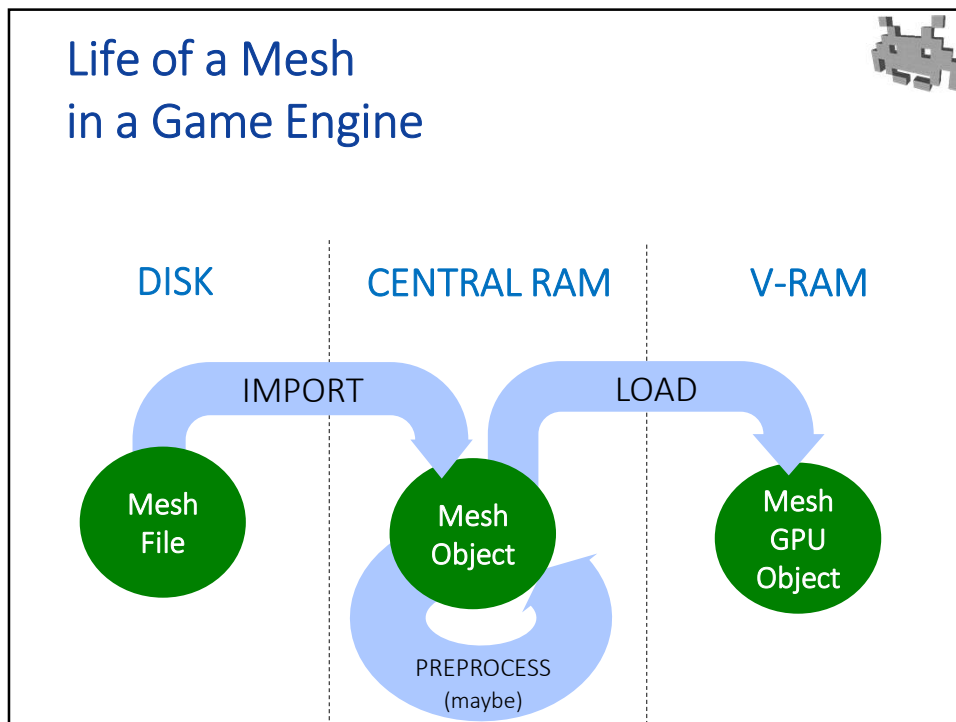 Life of a Mesh
in a Game Engine
DISK
CENTRAL RAM
V-RAM
IMPORT
LOAD
Mesh
File
Mesh
Object
Mesh
GPU
Object
PREPROCESS
(maybe)